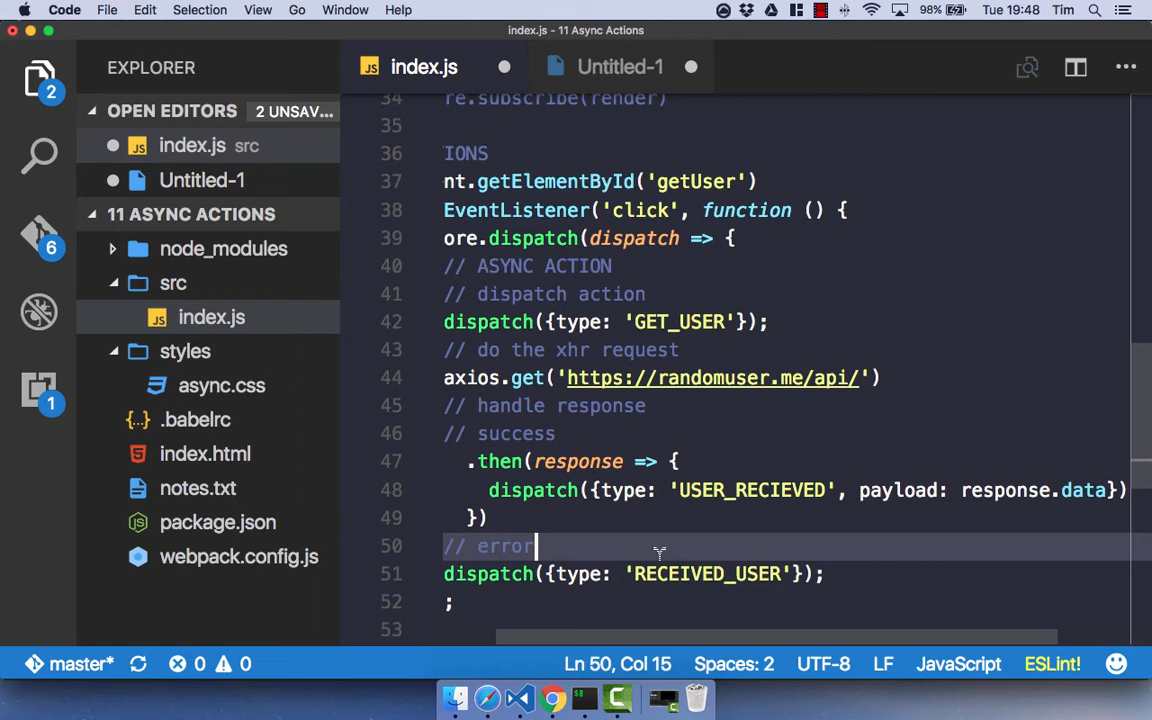 Code File Edit Selection View Go Window Help 98% Tue 19:48 Tim
index.js - 11 Async Actions
EXPLORER
JS index.js
Untitled-1
2
OPEN EDITORS 2 UNSAV...
JS index.js src
Untitled-1
11 ASYNC ACTIONS
6
node_modules
src
JS index.js
styles
1
async.css
{..} .babelrc
index.html
notes.txt
package.json
webpack.config.js
34 re.subscribe(render)
35
36 IONS
37 nt.getElementById('getUser')
38 EventListener('click', function () {
39 ore.dispatch(dispatch => {
40 // ASYNC ACTION
41 // dispatch action
42 dispatch({type: 'GET_USER'});
43 // do the xhr request
44 axios.get('https://randomuser.me/api/')
45 // handle response
46 // success
47 .then(response => {
48 dispatch({type: 'USER_RECIEVED', payload: response.data})
49 })
50 // error
51 dispatch({type: 'RECEIVED_USER'});
52 ;
53
master* 0 0 Ln 50, Col 15 Spaces: 2 UTF-8 LF JavaScript ESLint!